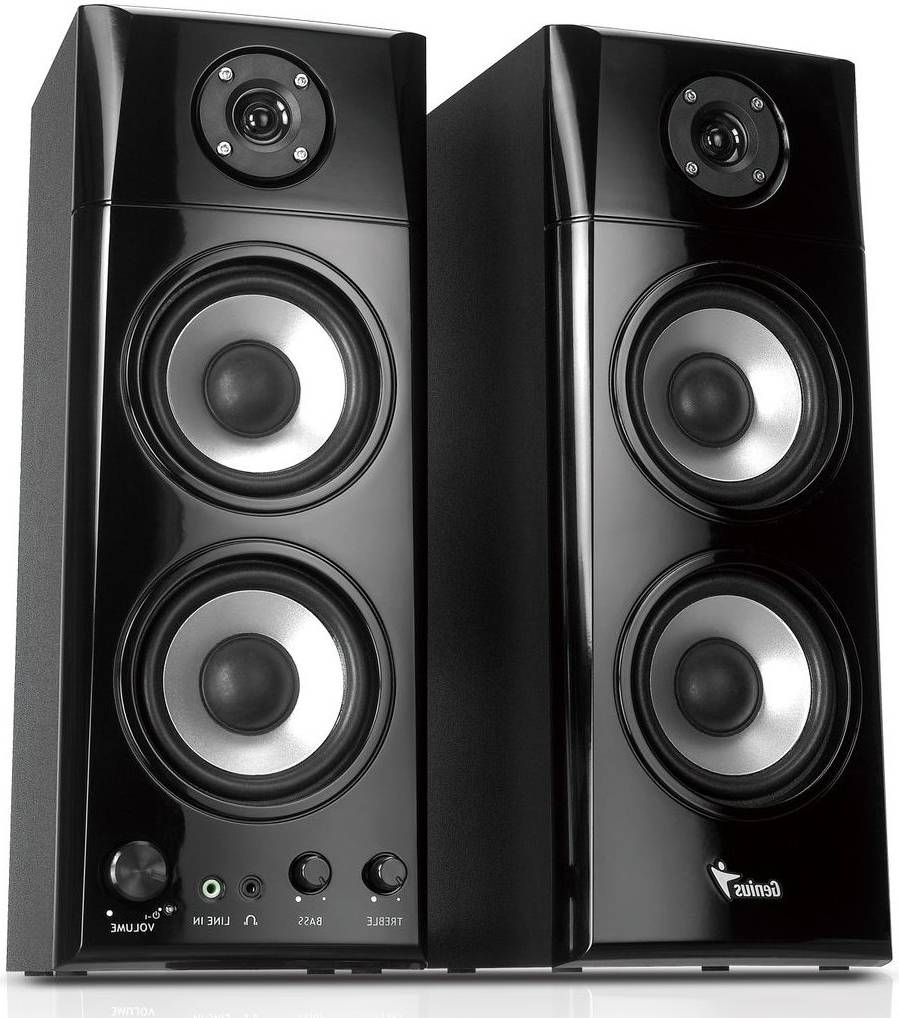 VOLUME
LINE IN
BASS
TREBLE
Genius